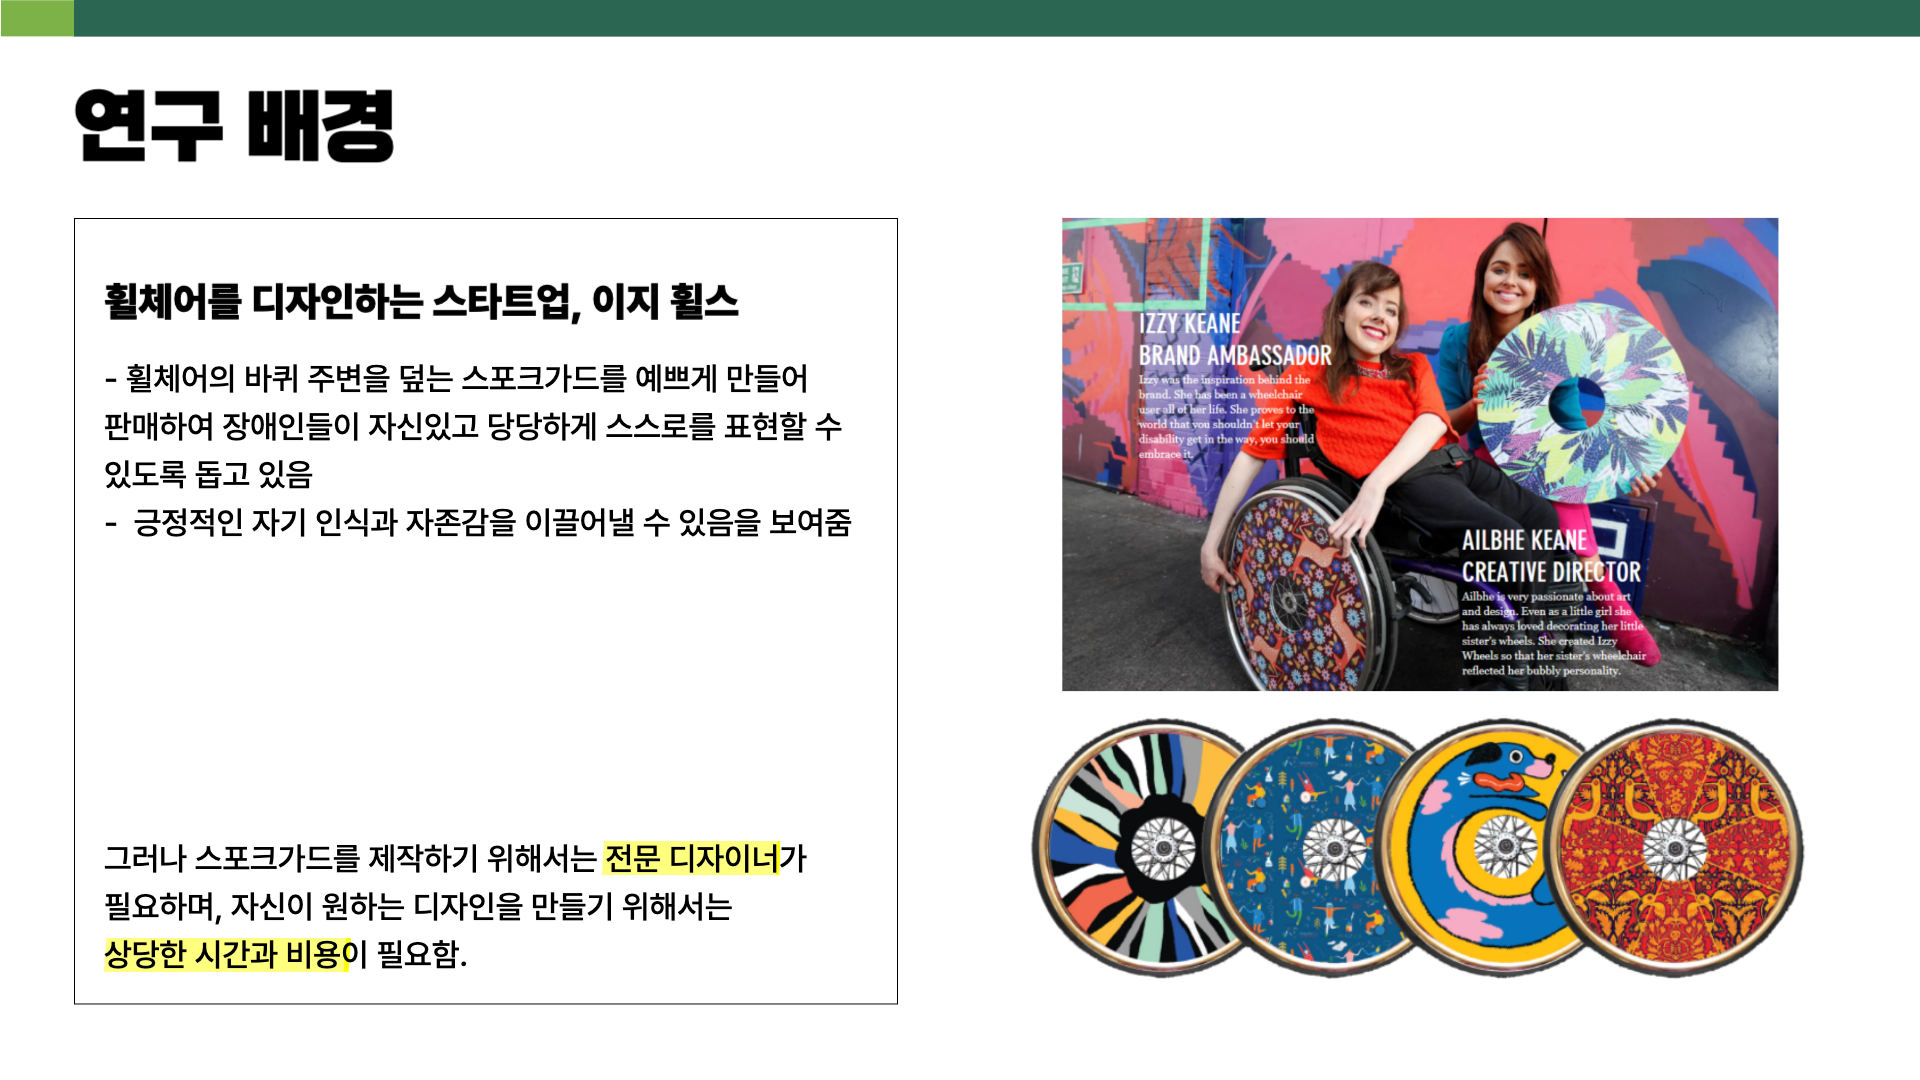 연구 배경
휠체어를 디자인하는 스타트업, 이지 휠스
- 휠체어의 바퀴 주변을 덮는 스포크가드를 예쁘게 만들어
판매하여 장애인들이 자신있고 당당하게 스스로를 표현할 수
있도록 돕고 있음
- 긍정적인 자기 인식과 자존감을 이끌어낼 수 있음을 보여줌
그러나 스포크가드를 제작하기 위해서는 전문 디자이너가
필요하며, 자신이 원하는 디자인을 만들기 위해서는
상당한 시간과 비용이 필요함.
IZZY KEANE
BRAND AMBASSADOR
Izzy was the inspiration behind the
brand. She has been a wheelchair
user all of her life. She proves to the
world that you shouldn't let your
disability get in the way, you should
embrace it.
AILBHE KEANE
CREATIVE DIRECTOR
Ailbhe is very passionate about art
and design. Even as a little girl she
has always loved decorating her little
sister's wheels. She created Izzy
Wheels so that her sister's wheelchair
reflected her bubbly personality.